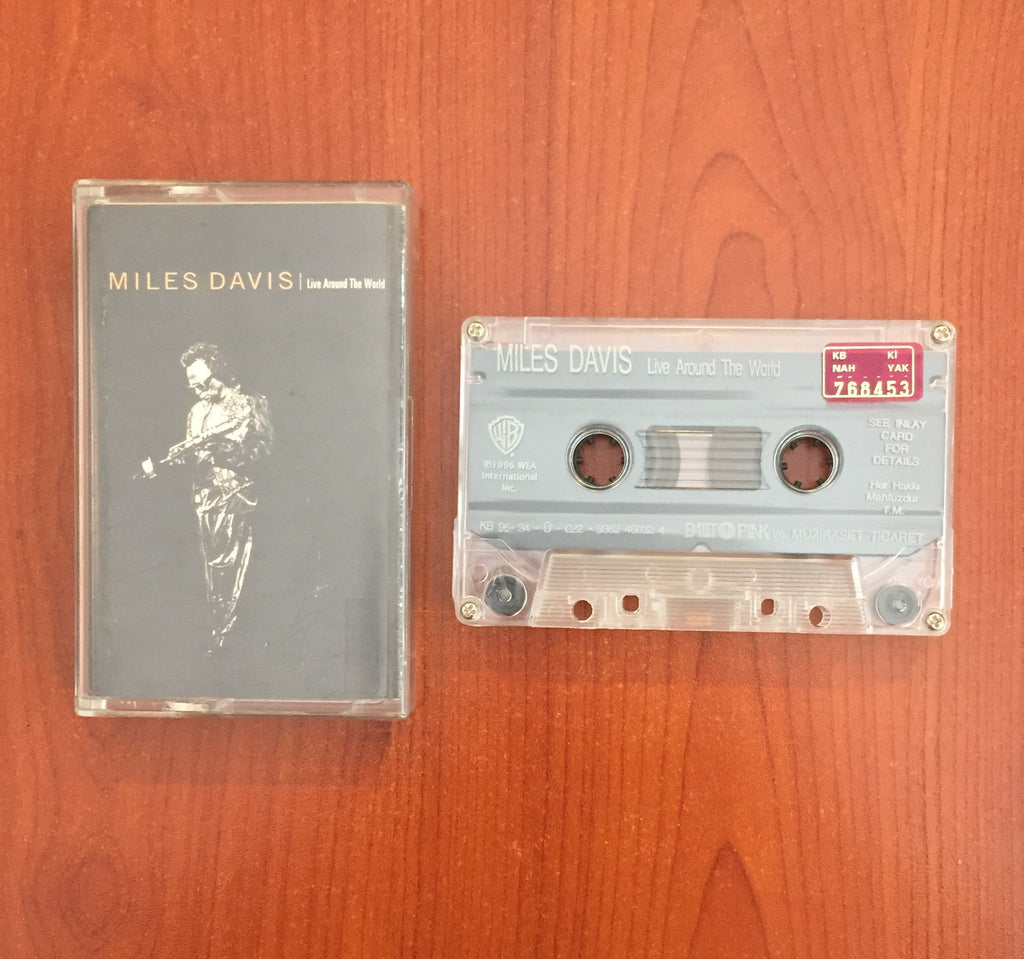 MILES DAVIS | Live Around The World
MILES DAVIS Live Around The World
KB Kİ
NAH YAK
768453
WB
℗1996 WEA
International
Inc.
SEE INLAY
CARD
FOR
DETAILS
Her Hakkı
Mahfuzdur
T.M.
KB 96·34·Ü·022·9362-46032-4 BALET PLAK ve MÜZİKASET TİCARET